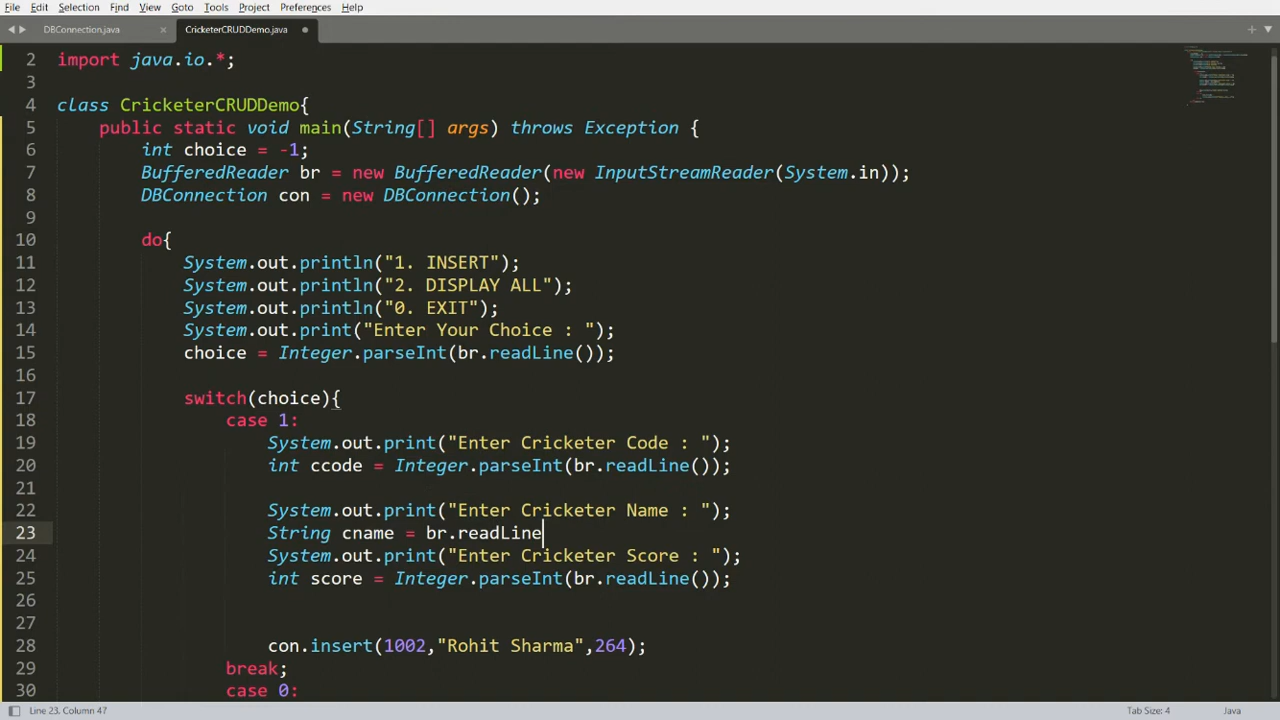 File Edit Selection Find View Goto Tools Project Preferences Help
DBConnection.java × CricketerCRUDDemo.java
2 import java.io.*;
3
4 class CricketerCRUDDemo{
5 public static void main(String[] args) throws Exception {
6 int choice = -1;
7 BufferedReader br = new BufferedReader(new InputStreamReader(System.in));
8 DBConnection con = new DBConnection();
9
10 do{
11 System.out.println("1. INSERT");
12 System.out.println("2. DISPLAY ALL");
13 System.out.println("0. EXIT");
14 System.out.print("Enter Your Choice : ");
15 choice = Integer.parseInt(br.readLine());
16
17 switch(choice){
18 case 1:
19 System.out.print("Enter Cricketer Code : ");
20 int ccode = Integer.parseInt(br.readLine());
21
22 System.out.print("Enter Cricketer Name : ");
23 String cname = br.readLine
24 System.out.print("Enter Cricketer Score : ");
25 int score = Integer.parseInt(br.readLine());
26
27
28 con.insert(1002,"Rohit Sharma",264);
29 break;
30 case 0:
Line 23, Column 47 Tab Size: 4 Java